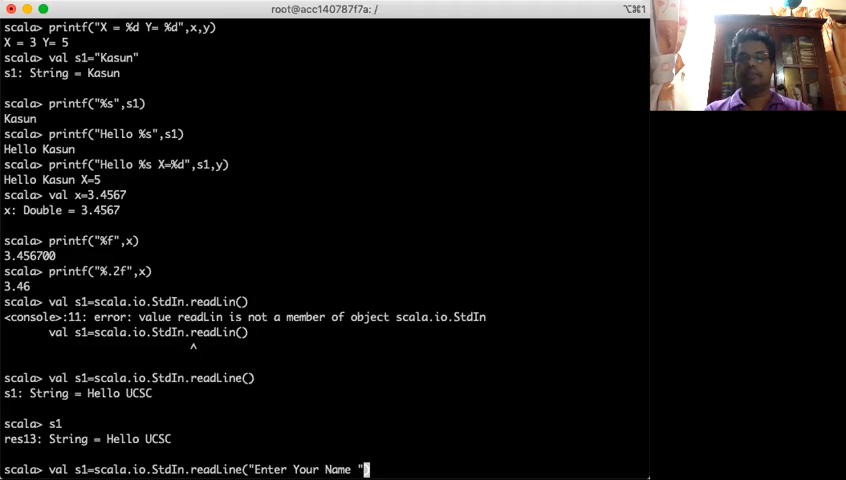 root@acc140787f7a: /
⌥⌘1
scala> printf("X = %d Y= %d",x,y)
X = 3 Y= 5
scala> val s1="Kasun"
s1: String = Kasun
scala> printf("%s",s1)
Kasun
scala> printf("Hello %s",s1)
Hello Kasun
scala> printf("Hello %s X=%d",s1,y)
Hello Kasun X=5
scala> val x=3.4567
x: Double = 3.4567
scala> printf("%f",x)
3.456700
scala> printf("%.2f",x)
3.46
scala> val s1=scala.io.StdIn.readLin()
<console>:11: error: value readLin is not a member of object scala.io.StdIn
val s1=scala.io.StdIn.readLin()
^
scala> val s1=scala.io.StdIn.readLine()
s1: String = Hello UCSC
scala> s1
res13: String = Hello UCSC
scala> val s1=scala.io.StdIn.readLine("Enter Your Name ")